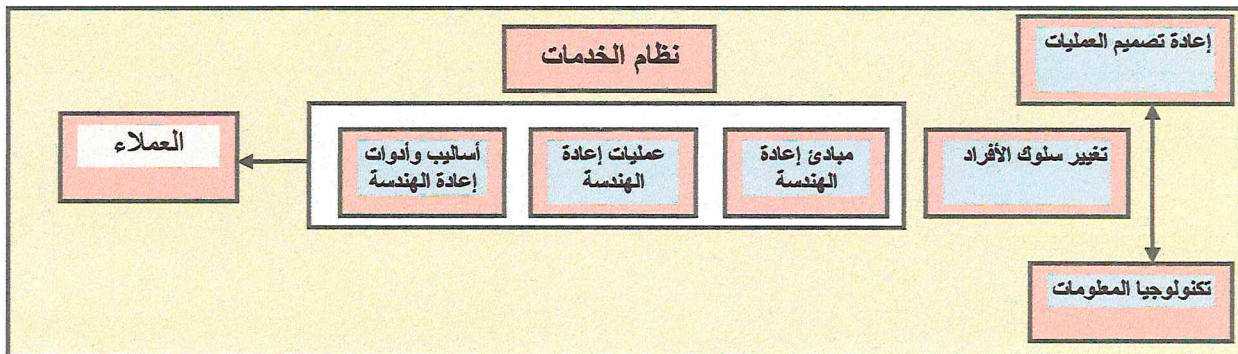 نظام الخدمات
إعادة تصميم العمليات
تغيير سلوك الأفراد
مبادئ إعادة
الهندسة
عمليات إعادة
الهندسة
أساليب وأدوات
إعادة الهندسة
العملاء
تكنولوجيا المعلومات